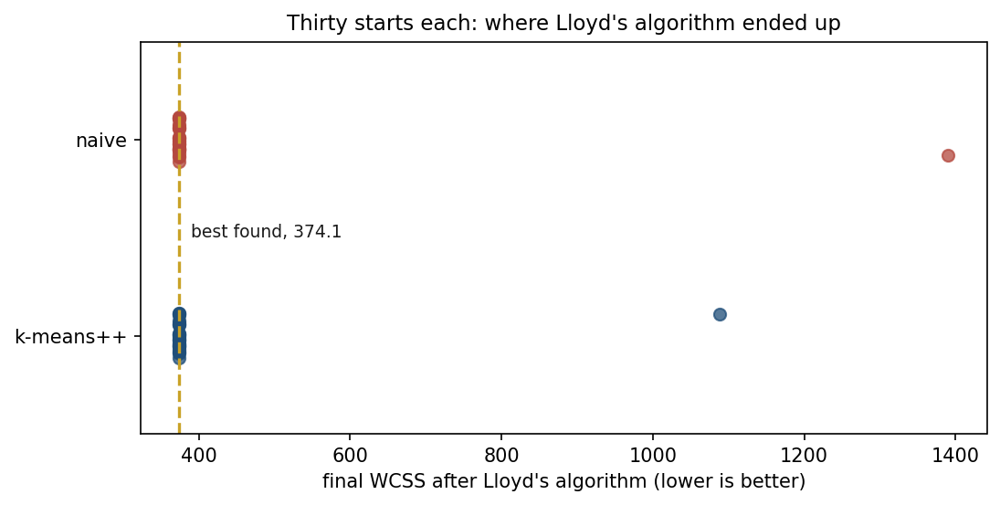 Thirty starts each: where Lloyd's algorithm ended up
naive
best found, 374.1
k-means++
400 600 800 1000 1200 1400
final WCSS after Lloyd's algorithm (lower is better)